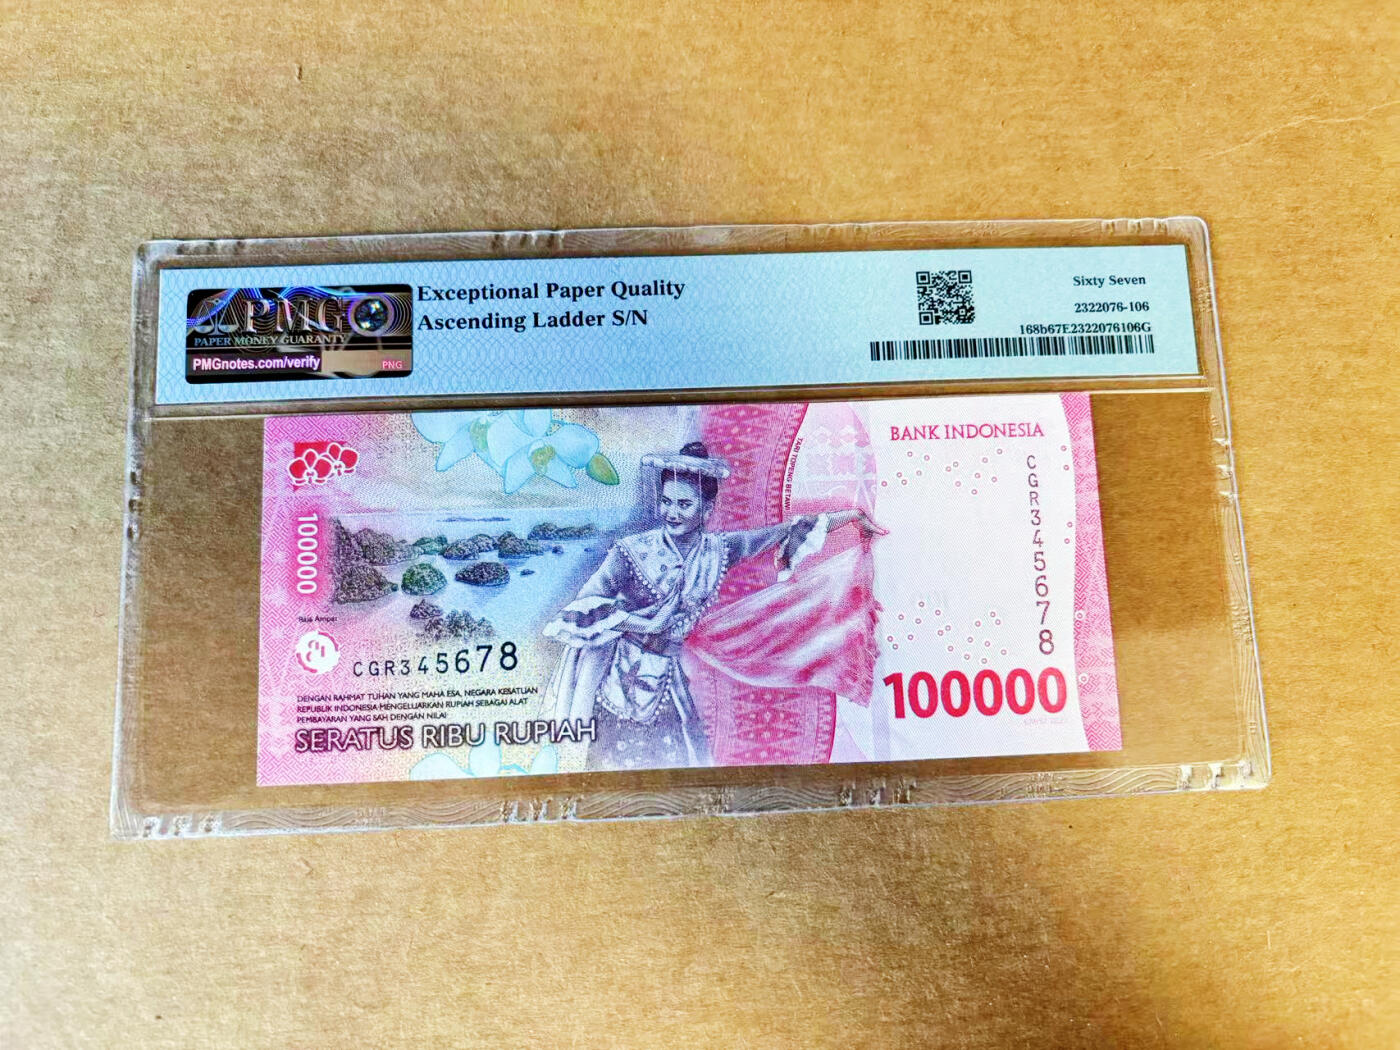 PMG
PAPER MONEY GUARANTY
PMGnotes.com/verify
PNG
Exceptional Paper Quality
Ascending Ladder S/N
Sixty Seven
2322076-106
168b67E2322076106G
BANK INDONESIA
TARI TOPENG BETAWI
CGR345678
100000
Raja Ampat
CGR345678
DENGAN RAHMAT TUHAN YANG MAHA ESA, NEGARA KESATUAN
REPUBLIK INDONESIA MENGELUARKAN RUPIAH SEBAGAI ALAT
PEMBAYARAN YANG SAH DENGAN NILAI
SERATUS RIBU RUPIAH
100000